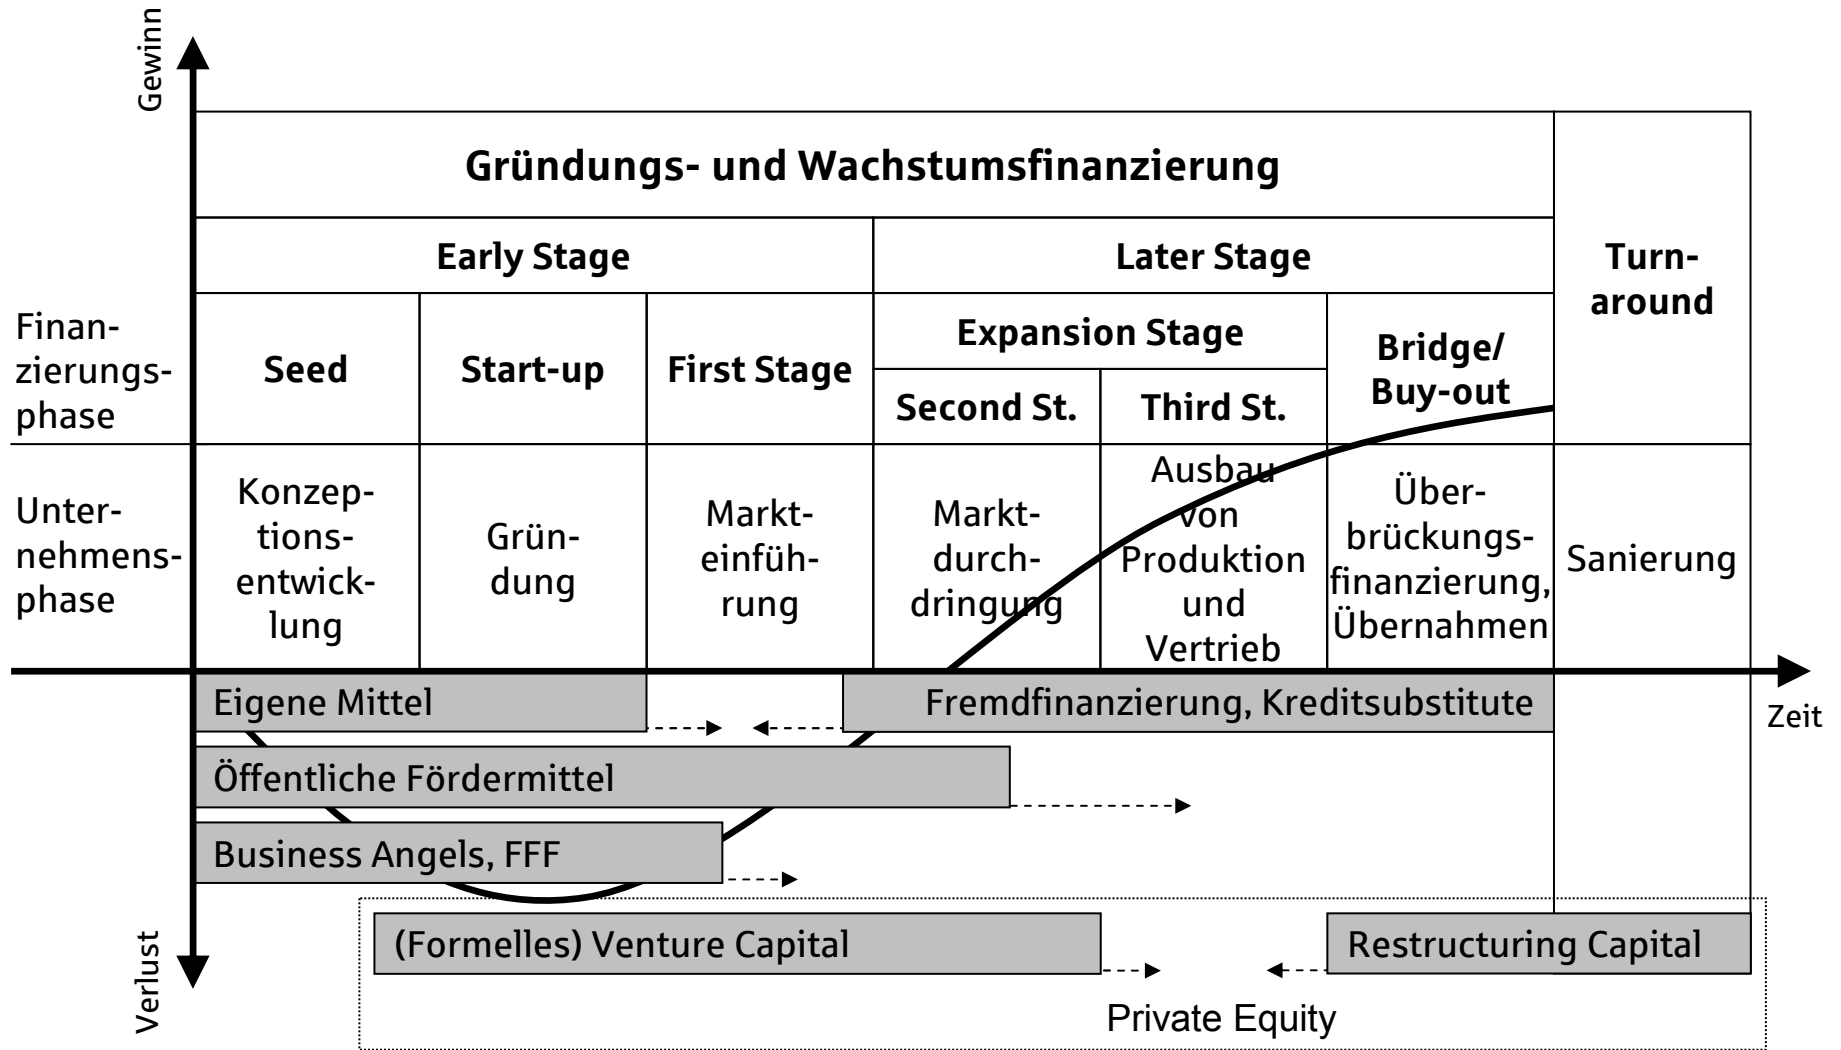 Gewinn
Gründungs- und Wachstumsfinanzierung
Early Stage
Later Stage
Turn-
around
Finan-
zierungs-
phase
Seed
Start-up
First Stage
Expansion Stage
Second St.
Third St.
Bridge/
Buy-out
Unter-
nehmens-
phase
Konzep-
tions-
entwick-
lung
Grün-
dung
Markt-
einfüh-
rung
Markt-
durch-
dringung
Ausbau
von
Produktion
und
Vertrieb
Über-
brückungs-
finanzierung,
Übernahmen
Sanierung
Eigene Mittel
Fremdfinanzierung, Kreditsubstitute
Zeit
Öffentliche Fördermittel
Business Angels, FFF
(Formelles) Venture Capital
Restructuring Capital
Verlust
Private Equity